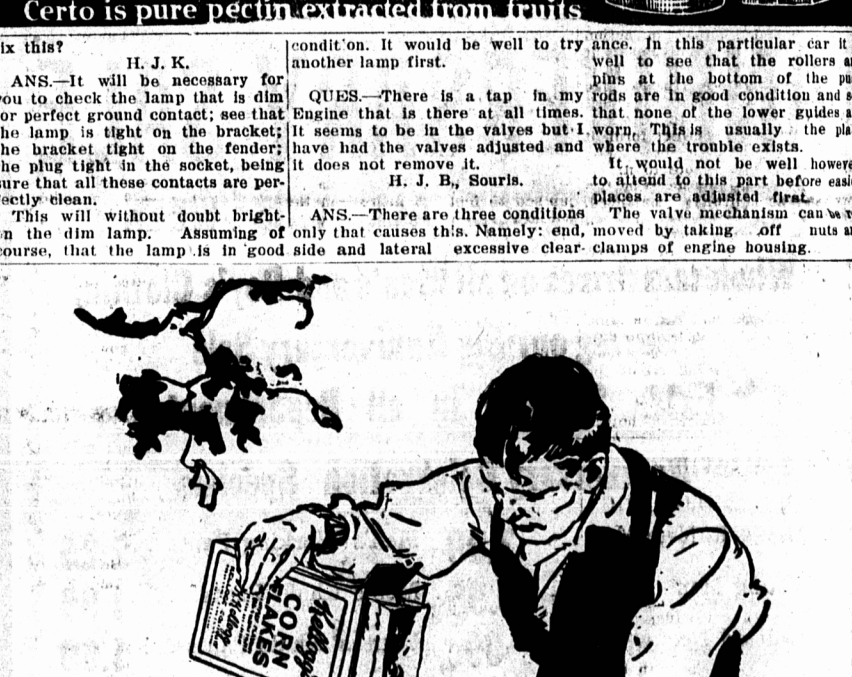 Certo is pure pectin extracted from fruits
ix this?
H. J. K.
ANS.—It will be necessary for
ou to check the lamp that is dim
or perfect ground contact; see that
he lamp is tight on the bracket;
he bracket tight on the fender;
he plug tight in the socket, being
ure that all these contacts are per-
ectly clean.
This will without doubt bright-
n the dim lamp. Assuming of
ourse, that the lamp is in good
condit'on. It would be well to try
another lamp first.
QUES.—There is a tap in my
Engine that is there at all times.
It seems to be in the valves but I
have had the valves adjusted and
it does not remove it.
H. J. B., Souris.
ANS.—There are three conditions
only that causes this. Namely: end,
side and lateral excessive clear-
ance. In this particular car it
well to see that the rollers a
pins at the bottom of the pu
rods are in good condition and s
that none of the lower guides a
worn. This is usually the pla
where the trouble exists.
It would not be well howeve
to attend to this part before easi
places are adjusted first.
The valve mechanism can be r
moved by taking off nuts a
clamps of engine housing.
Kellogg's
CORN
FLAKES